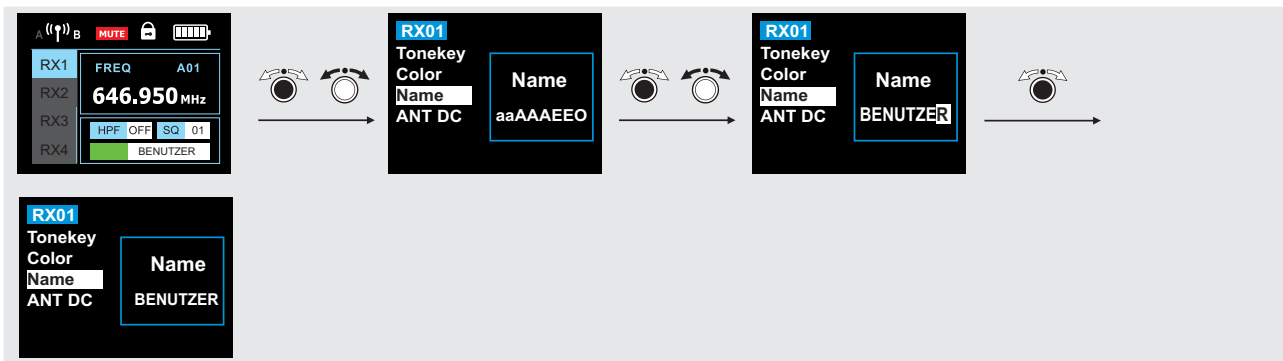 A B MUTE
RX1
RX2
RX3
RX4
FREQ A01
646.950 MHz
HPF OFF SQ 01
BENUTZER
RX01
Tonekey
Color
Name
ANT DC
Name
aaAAAEEO
RX01
Tonekey
Color
Name
ANT DC
Name
BENUTZER
RX01
Tonekey
Color
Name
ANT DC
Name
BENUTZER